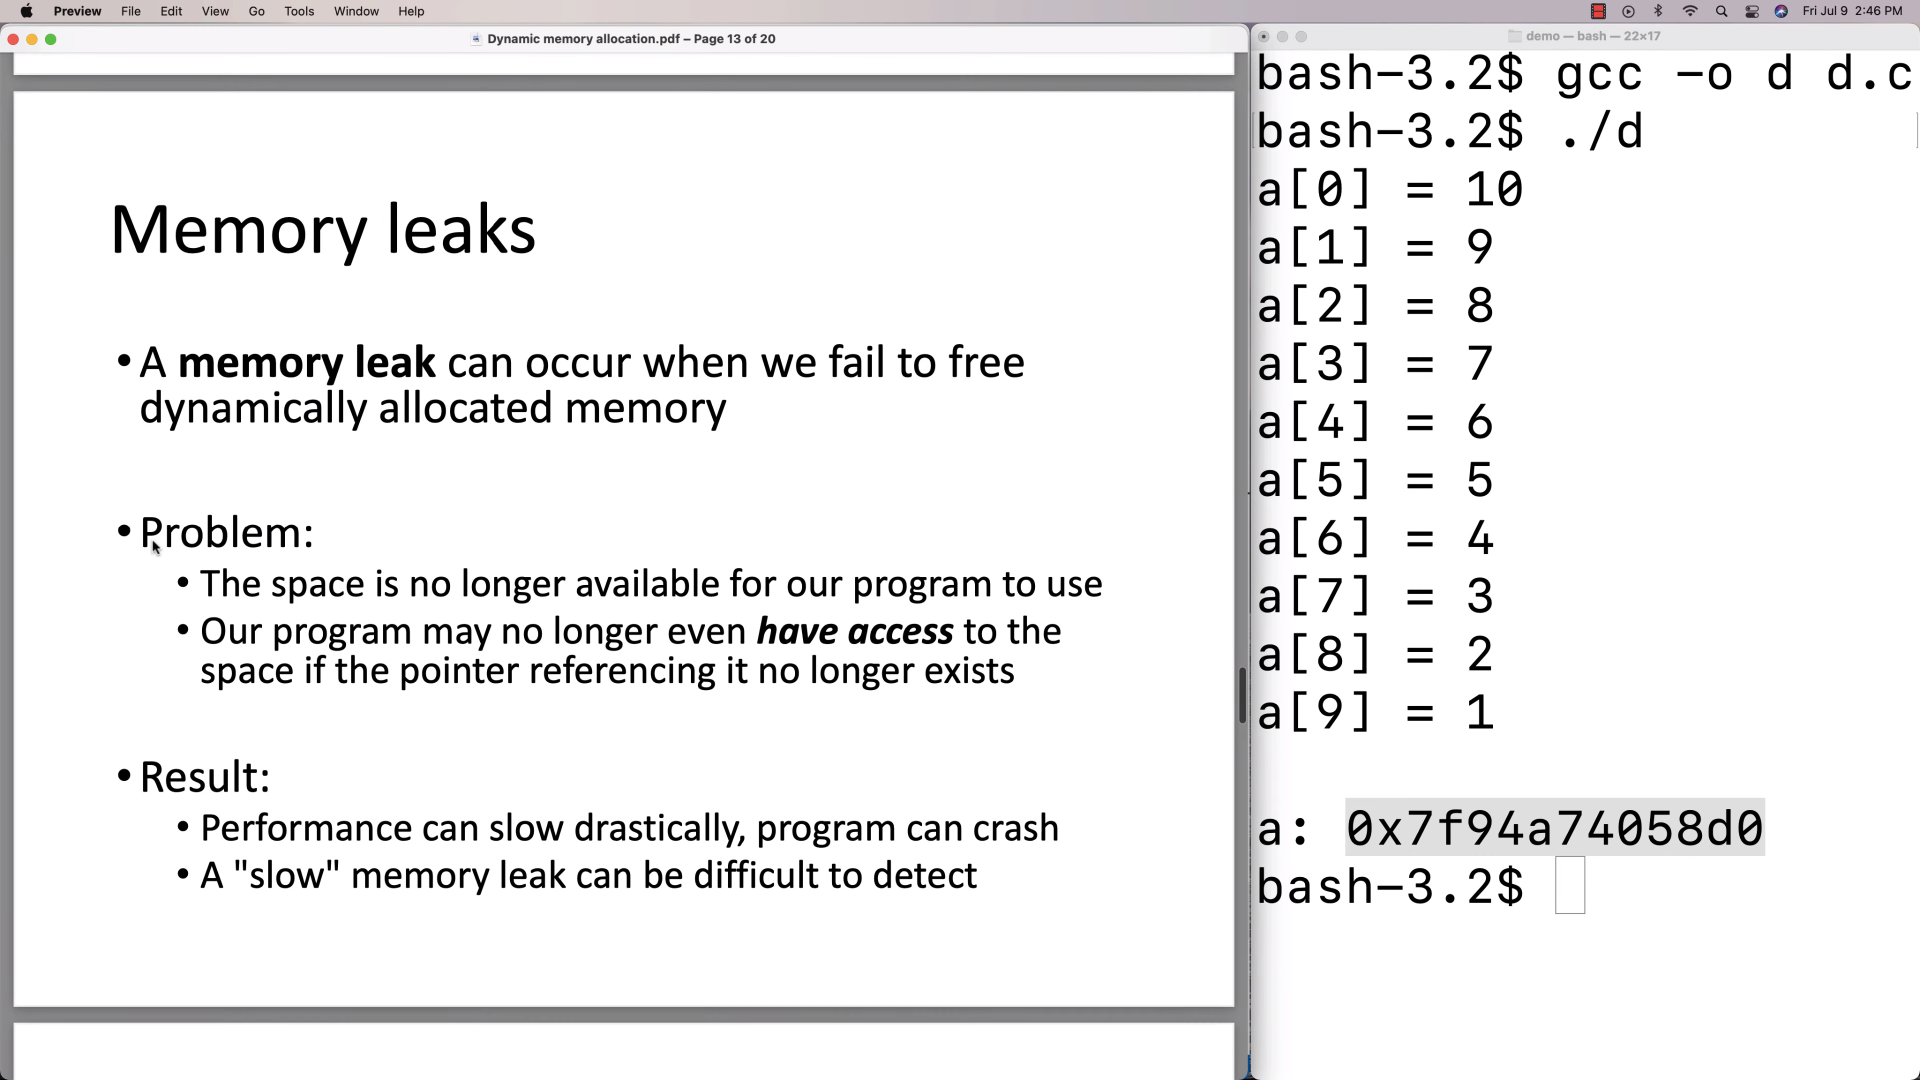 Preview File Edit View Go Tools Window Help
Fri Jul 9 2:46 PM
Dynamic memory allocation.pdf – Page 13 of 20
Memory leaks
• A memory leak can occur when we fail to free
dynamically allocated memory
• Problem:
• The space is no longer available for our program to use
• Our program may no longer even have access to the
space if the pointer referencing it no longer exists
• Result:
• Performance can slow drastically, program can crash
• A "slow" memory leak can be difficult to detect
demo — bash — 22×17
bash-3.2$ gcc -o d d.c
bash-3.2$ ./d
a[0] = 10
a[1] = 9
a[2] = 8
a[3] = 7
a[4] = 6
a[5] = 5
a[6] = 4
a[7] = 3
a[8] = 2
a[9] = 1
a: 0x7f94a74058d0
bash-3.2$